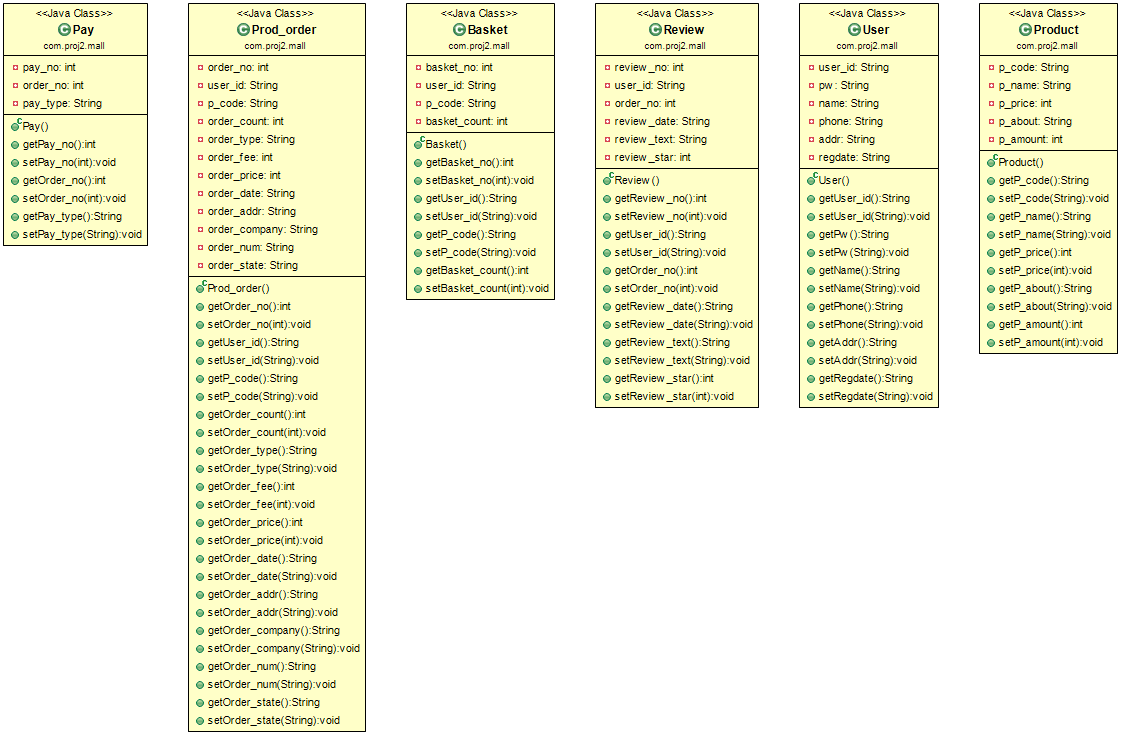 <<Java Class>>
Pay
com.proj2.mall
pay_no: int
order_no: int
pay_type: String
Pay()
getPay_no():int
setPay_no(int):void
getOrder_no():int
setOrder_no(int):void
getPay_type():String
setPay_type(String):void
<<Java Class>>
Prod_order
com.proj2.mall
order_no: int
user_id: String
p_code: String
order_count: int
order_type: String
order_fee: int
order_price: int
order_date: String
order_addr: String
order_company: String
order_num: String
order_state: String
Prod_order()
getOrder_no():int
setOrder_no(int):void
getUser_id():String
setUser_id(String):void
getP_code():String
setP_code(String):void
getOrder_count():int
setOrder_count(int):void
getOrder_type():String
setOrder_type(String):void
getOrder_fee():int
setOrder_fee(int):void
getOrder_price():int
setOrder_price(int):void
getOrder_date():String
setOrder_date(String):void
getOrder_addr():String
setOrder_addr(String):void
getOrder_company():String
setOrder_company(String):void
getOrder_num():String
setOrder_num(String):void
getOrder_state():String
setOrder_state(String):void
<<Java Class>>
Basket
com.proj2.mall
basket_no: int
user_id: String
p_code: String
basket_count: int
Basket()
getBasket_no():int
setBasket_no(int):void
getUser_id():String
setUser_id(String):void
getP_code():String
setP_code(String):void
getBasket_count():int
setBasket_count(int):void
<<Java Class>>
Review
com.proj2.mall
review_no: int
user_id: String
order_no: int
review_date: String
review_text: String
review_star: int
Review()
getReview_no():int
setReview_no(int):void
getUser_id():String
setUser_id(String):void
getOrder_no():int
setOrder_no(int):void
getReview_date():String
setReview_date(String):void
getReview_text():String
setReview_text(String):void
getReview_star():int
setReview_star(int):void
<<Java Class>>
User
com.proj2.mall
user_id: String
pw: String
name: String
phone: String
addr: String
regdate: String
User()
getUser_id():String
setUser_id(String):void
getPw():String
setPw(String):void
getName():String
setName(String):void
getPhone():String
setPhone(String):void
getAddr():String
setAddr(String):void
getRegdate():String
setRegdate(String):void
<<Java Class>>
Product
com.proj2.mall
p_code: String
p_name: String
p_price: int
p_about: String
p_amount: int
Product()
getP_code():String
setP_code(String):void
getP_name():String
setP_name(String):void
getP_price():int
setP_price(int):void
getP_about():String
setP_about(String):void
getP_amount():int
setP_amount(int):void